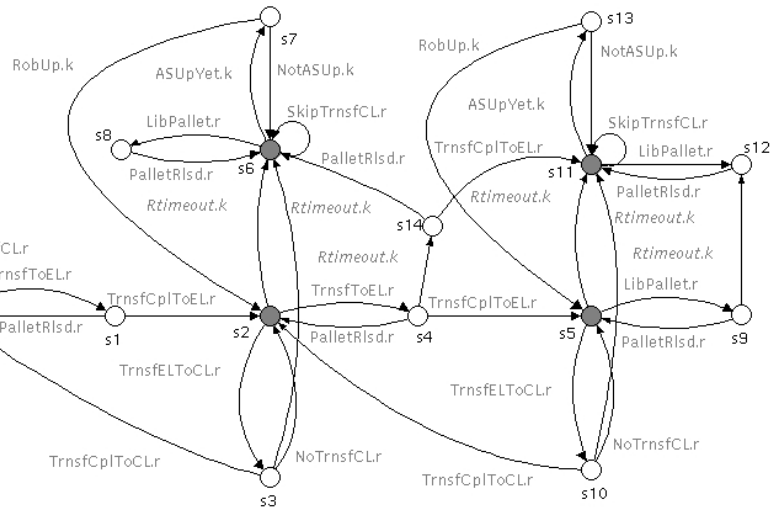 s7
s13
RobUp.k
RobUp.k
ASUpYet.k
NotASUp.k
NotASUp.k
ASUpYet.k
s8
LibPallet.r
SkipTrnsfCL.r
SkipTrnsfCL.r
s6
PalletRlsd.r
TrnsfCplToEL.r
LibPallet.r
s12
PalletRlsd.r
s11
PalletRlsd.r
Rtimeout.k
Rtimeout.k
Rtimeout.k
Rtimeout.k
s14
CL.r
Rtimeout.k
Rtimeout.k
rnsfToEL.r
TrnsfCplToEL.r
TrnsfToEL.r
TrnsfCplToEL.r
LibPallet.r
PalletRlsd.r
s1
s2
PalletRlsd.r
s4
s5
PalletRlsd.r
s9
TrnsfELToCL.r
TrnsfELToCL.r
TrnsfCplToCL.r
NoTrnsfCL.r
NoTrnsfCL.r
TrnsfCplToCL.r
s3
s10